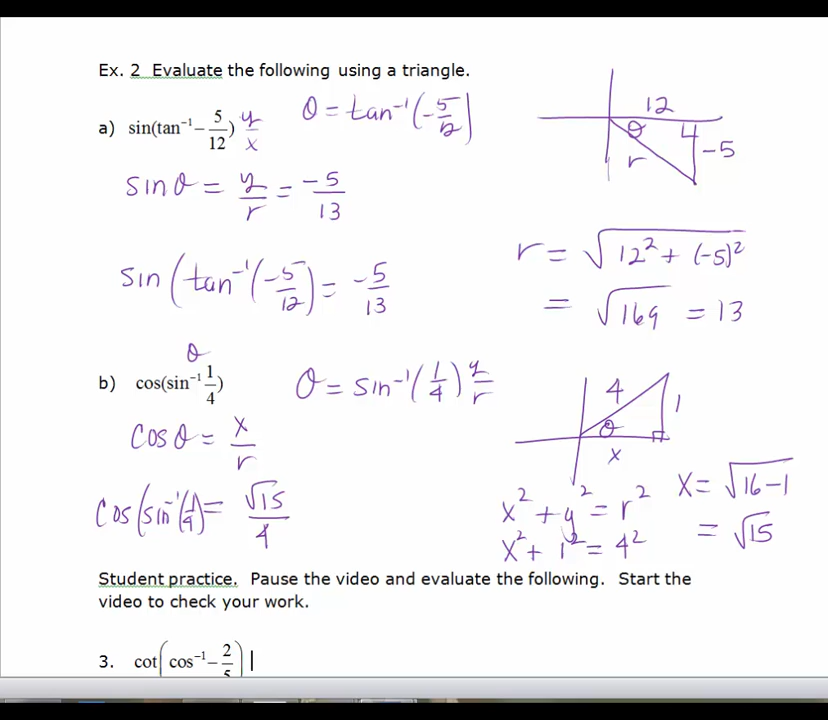 Ex. 2 Evaluate the following using a triangle.
a) sin(tan⁻¹ − 5/12) y/x θ = tan⁻¹(−5/12) 12
θ
−5
r
sin θ = y/r = −5/13
r = √(12² + (−5)²)
sin(tan⁻¹(−5/12)) = −5/13
= √169 = 13
θ
b) cos(sin⁻¹ 1/4) θ = sin⁻¹(1/4) y/r 4 1
θ
x
cos θ = x/r
x = √16−1
x² + y² = r²
cos(sin⁻¹(1/4)) = √15/4
= √15
x² + 1² = 4²
Student practice. Pause the video and evaluate the following. Start the
video to check your work.
3. cot(cos⁻¹ − 2/5)